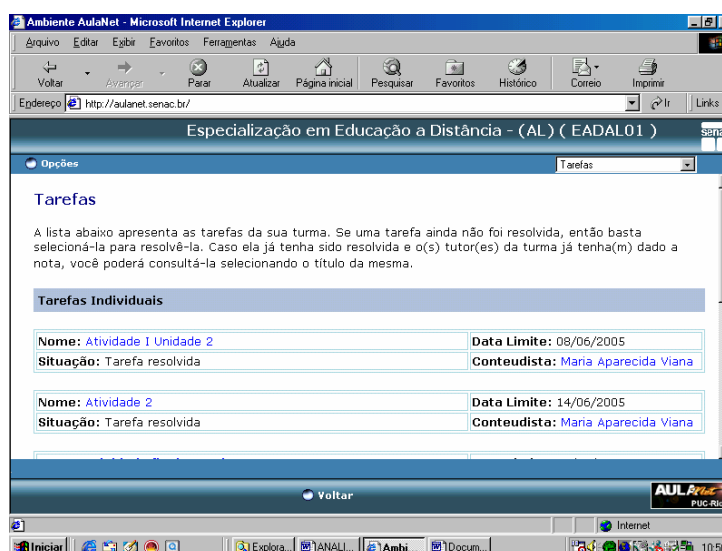 Ambiente AulaNet - Microsoft Internet Explorer
Arquivo Editar Exibir Favoritos Ferramentas Ajuda
Voltar Avançar Parar Atualizar Página inicial Pesquisar Favoritos Histórico Correio Imprimir
Endereço http://aulanet.senac.br/ Ir Links
Especialização em Educação a Distância - (AL) ( EADAL01 )
Opções Tarefas
Tarefas
A lista abaixo apresenta as tarefas da sua turma. Se uma tarefa ainda não foi resolvida, então basta
selecioná-la para resolvê-la. Caso ela já tenha sido resolvida e o(s) tutor(es) da turma já tenha(m) dado a
nota, você poderá consultá-la selecionando o título da mesma.
Tarefas Individuais
Nome: Atividade I Unidade 2 Data Limite: 08/06/2005
Situação: Tarefa resolvida Conteudista: Maria Aparecida Viana
Nome: Atividade 2 Data Limite: 14/06/2005
Situação: Tarefa resolvida Conteudista: Maria Aparecida Viana
Voltar AULANet
PUC-Rio
Internet
Iniciar Explora... ANALI... Ambi... Docum...